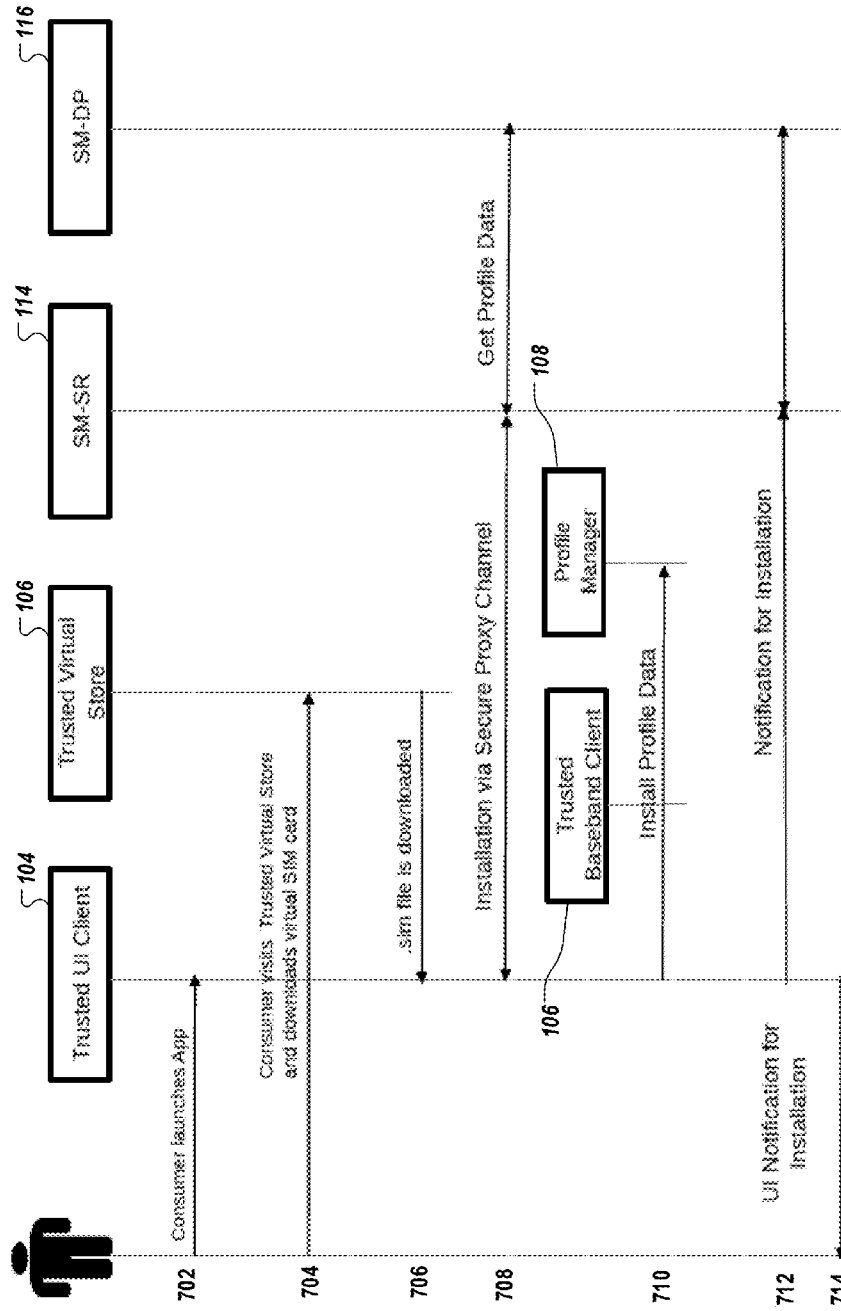 104
Trusted UI Client
106
Trusted Virtual
Store
114
SM-SR
116
SM-DP
702
Consumer launches App
704
Consumer visits Trusted Virtual Store
and downloads virtual SIM card
706
.sim file is downloaded
708
Installation via Secure Proxy Channel
Get Profile Data
106
Trusted
Baseband Client
108
Profile
Manager
710
Install Profile Data
712
Notification for Installation
714
UI Notification for
Installation